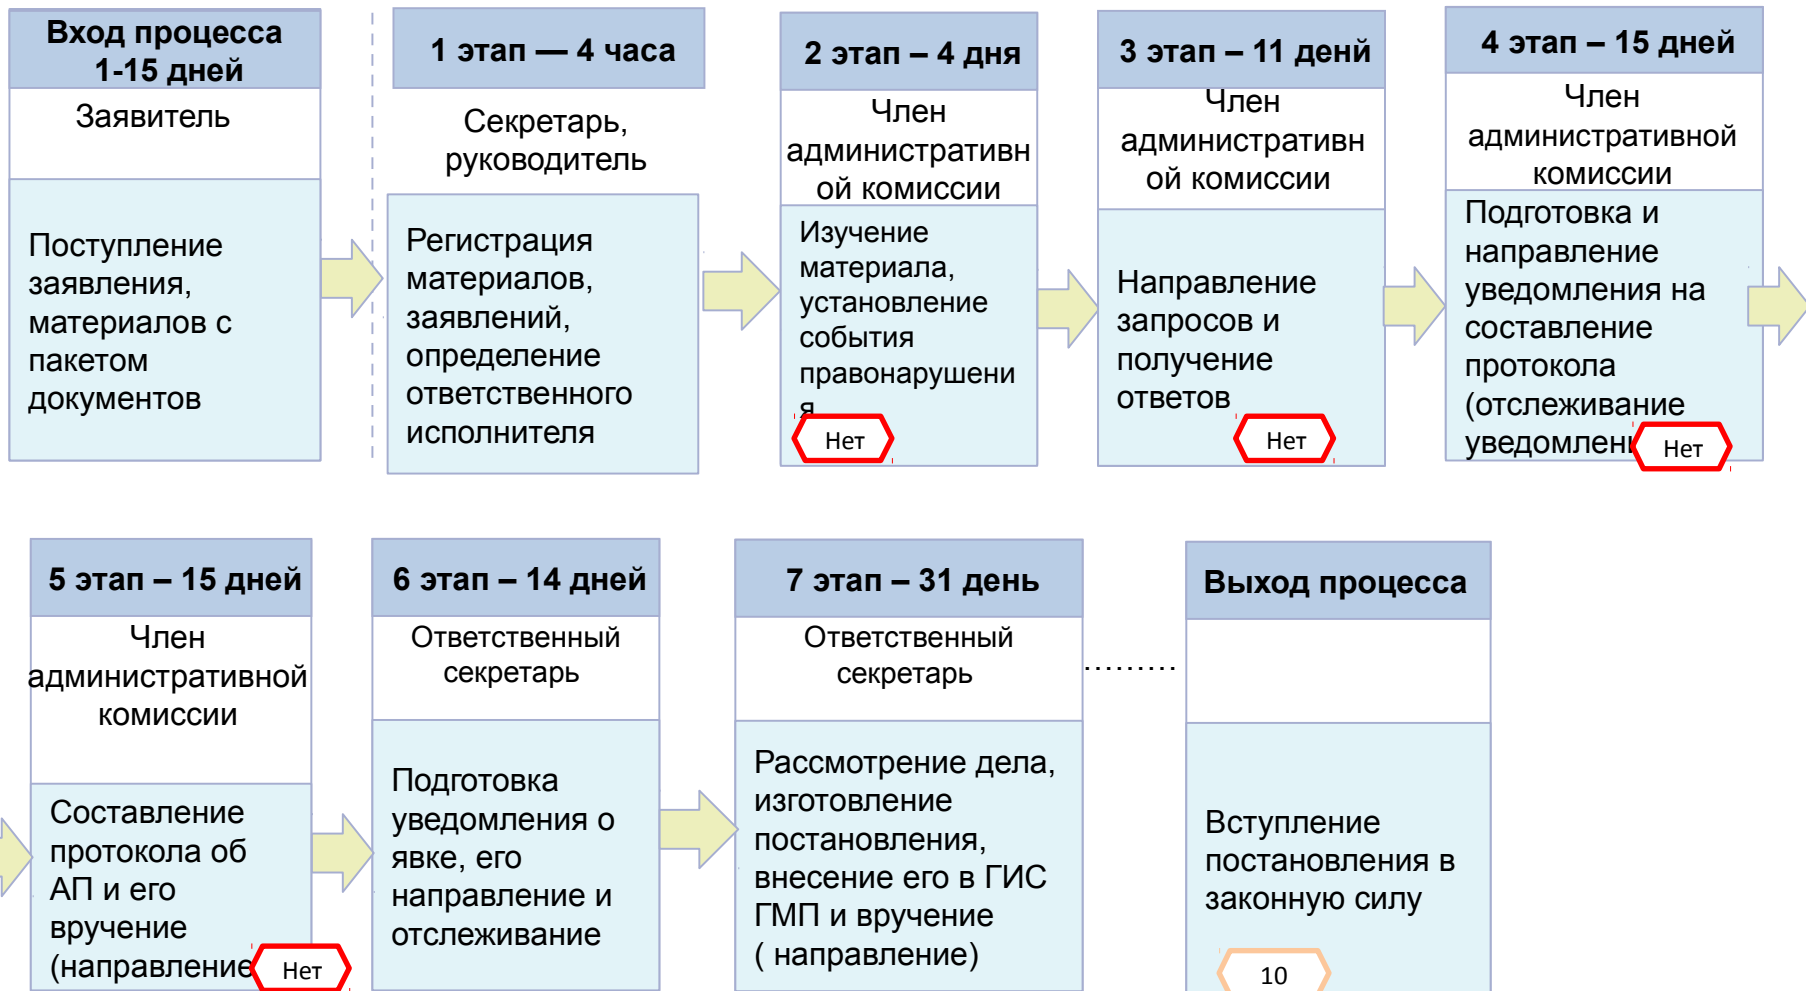 Вход процесса
1-15 дней
Заявитель
Поступление
заявления,
материалов с
пакетом
документов
1 этап — 4 часа
Секретарь,
руководитель
Регистрация
материалов,
заявлений,
определение
ответственного
исполнителя
2 этап – 4 дня
Член
административн
ой комиссии
Изучение
материала,
установление
события
правонарушени
я
Нет
3 этап – 11 денй
Член
административн
ой комиссии
Направление
запросов и
получение
ответов
Нет
4 этап – 15 дней
Член
административной
комиссии
Подготовка и
направление
уведомления на
составление
протокола
(отслеживание
уведомлен
Нет
5 этап – 15 дней
Член
административной
комиссии
Составление
протокола об
АП и его
вручение
(направление
Нет
6 этап – 14 дней
Ответственный
секретарь
Подготовка
уведомления о
явке, его
направление и
отслеживание
7 этап – 31 день
Ответственный
секретарь
Рассмотрение дела,
изготовление
постановления,
внесение его в ГИС
ГМП и вручение
( направление)
Выход процесса
Вступление
постановления в
законную силу
10